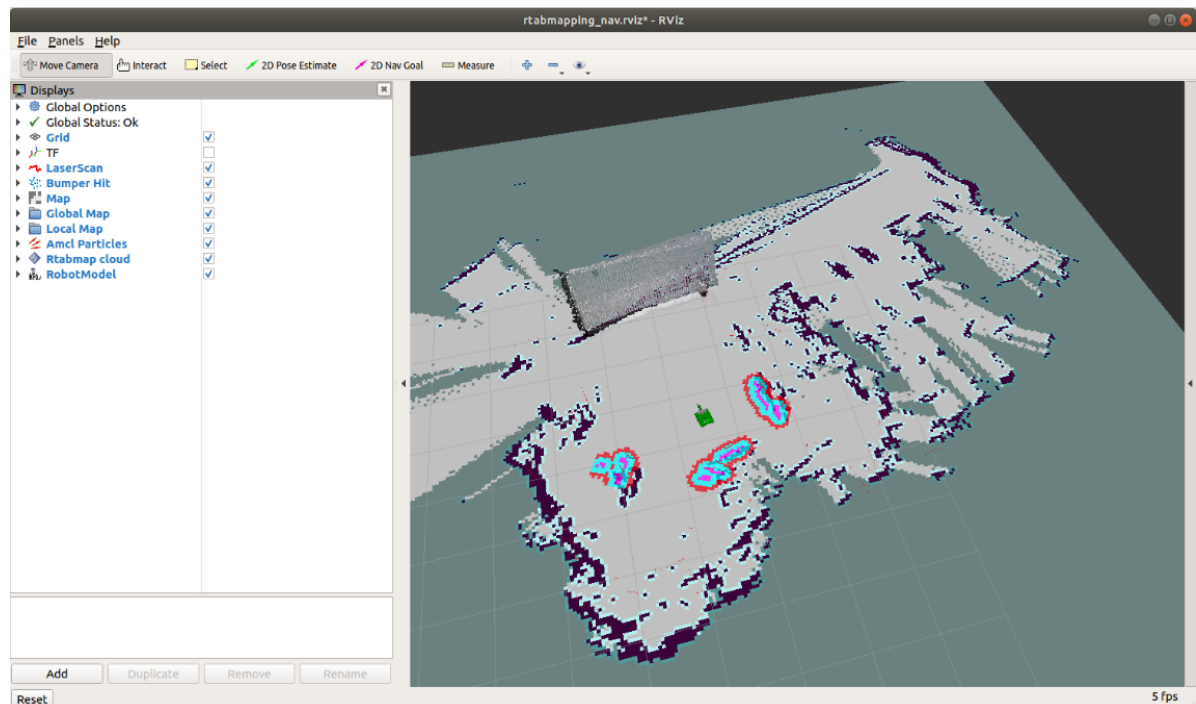 rtabmapping_nav.rviz* - RViz
File Panels Help
Move Camera Interact Select 2D Pose Estimate 2D Nav Goal Measure
Displays
Global Options
Global Status: Ok
Grid
TF
LaserScan
Bumper Hit
Map
Global Map
Local Map
Amcl Particles
Rtabmap cloud
RobotModel
Add Duplicate Remove Rename
Reset 5 fps